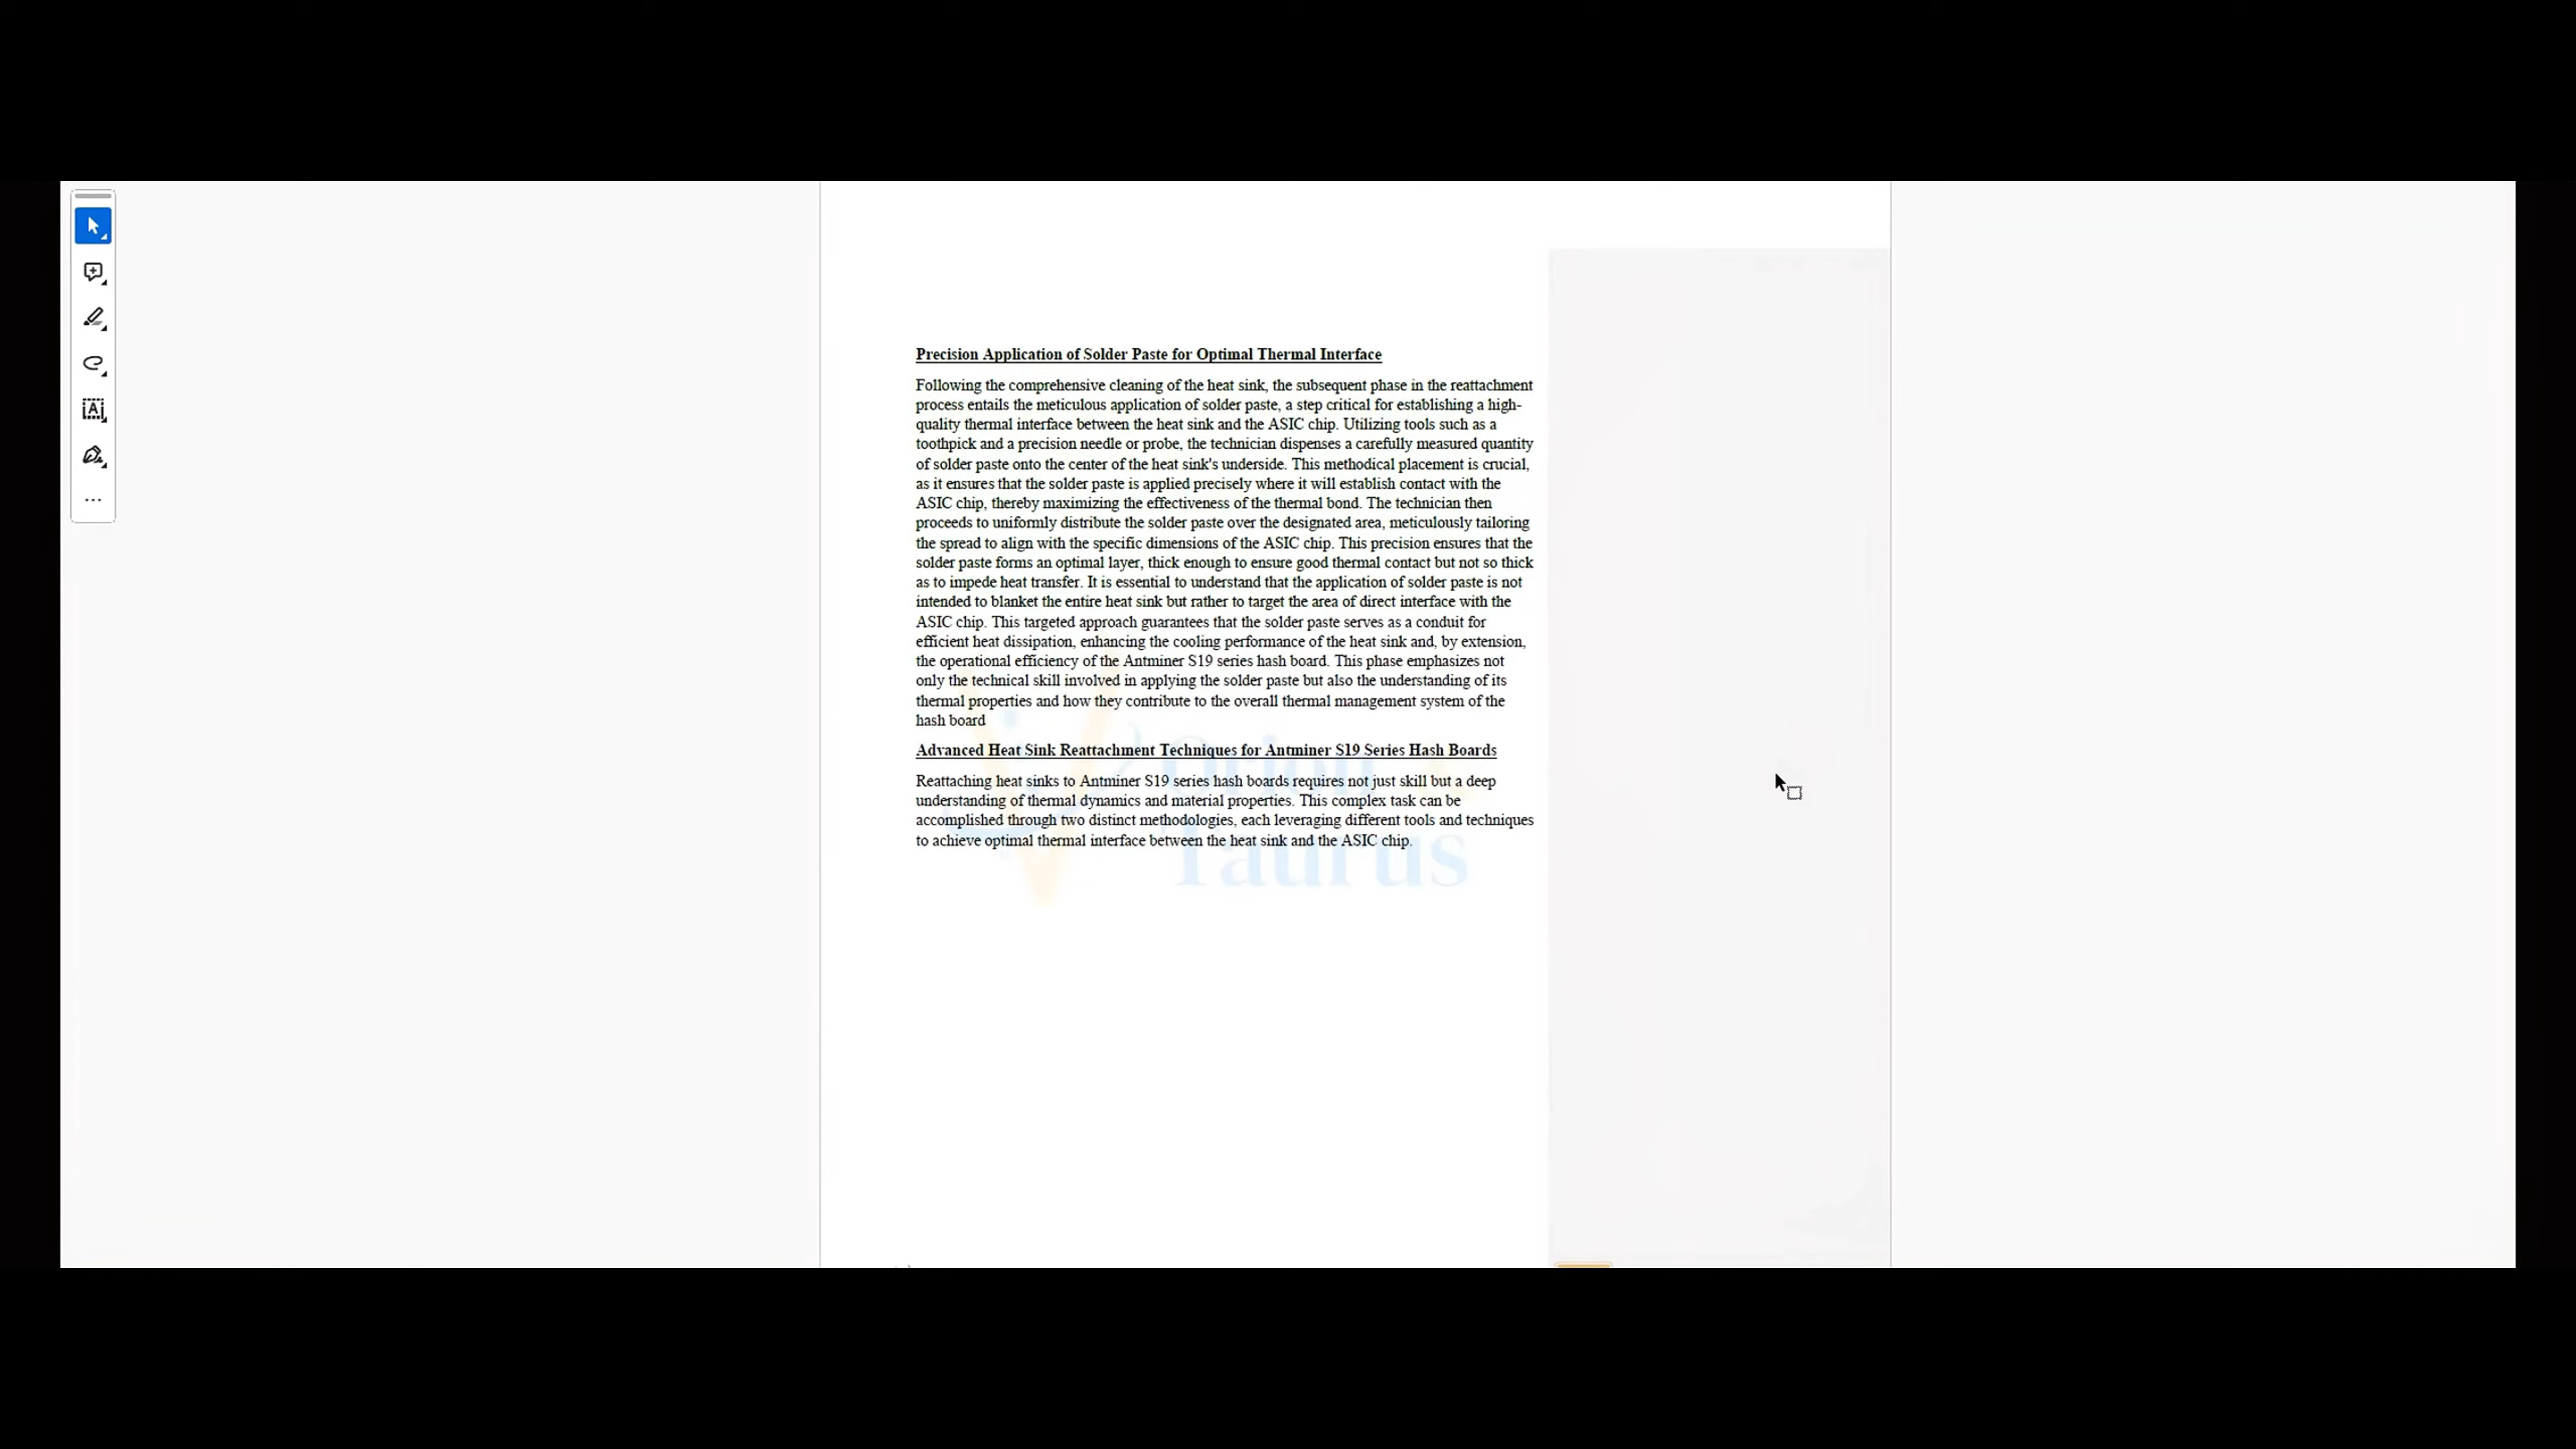 Precision Application of Solder Paste for Optimal Thermal Interface
Following the comprehensive cleaning of the heat sink, the subsequent phase in the reattachment
process entails the meticulous application of solder paste, a step critical for establishing a high-
quality thermal interface between the heat sink and the ASIC chip. Utilizing tools such as a
toothpick and a precision needle or probe, the technician dispenses a carefully measured quantity
of solder paste onto the center of the heat sink's underside. This methodical placement is crucial,
as it ensures that the solder paste is applied precisely where it will establish contact with the
ASIC chip, thereby maximizing the effectiveness of the thermal bond. The technician then
proceeds to uniformly distribute the solder paste over the designated area, meticulously tailoring
the spread to align with the specific dimensions of the ASIC chip. This precision ensures that the
solder paste forms an optimal layer, thick enough to ensure good thermal contact but not so thick
as to impede heat transfer. It is essential to understand that the application of solder paste is not
intended to blanket the entire heat sink but rather to target the area of direct interface with the
ASIC chip. This targeted approach guarantees that the solder paste serves as a conduit for
efficient heat dissipation, enhancing the cooling performance of the heat sink and, by extension,
the operational efficiency of the Antminer S19 series hash board. This phase emphasizes not
only the technical skill involved in applying the solder paste but also the understanding of its
thermal properties and how they contribute to the overall thermal management system of the
hash board
Advanced Heat Sink Reattachment Techniques for Antminer S19 Series Hash Boards
Reattaching heat sinks to Antminer S19 series hash boards requires not just skill but a deep
understanding of thermal dynamics and material properties. This complex task can be
accomplished through two distinct methodologies, each leveraging different tools and techniques
to achieve optimal thermal interface between the heat sink and the ASIC chip.
Orion
Taurus